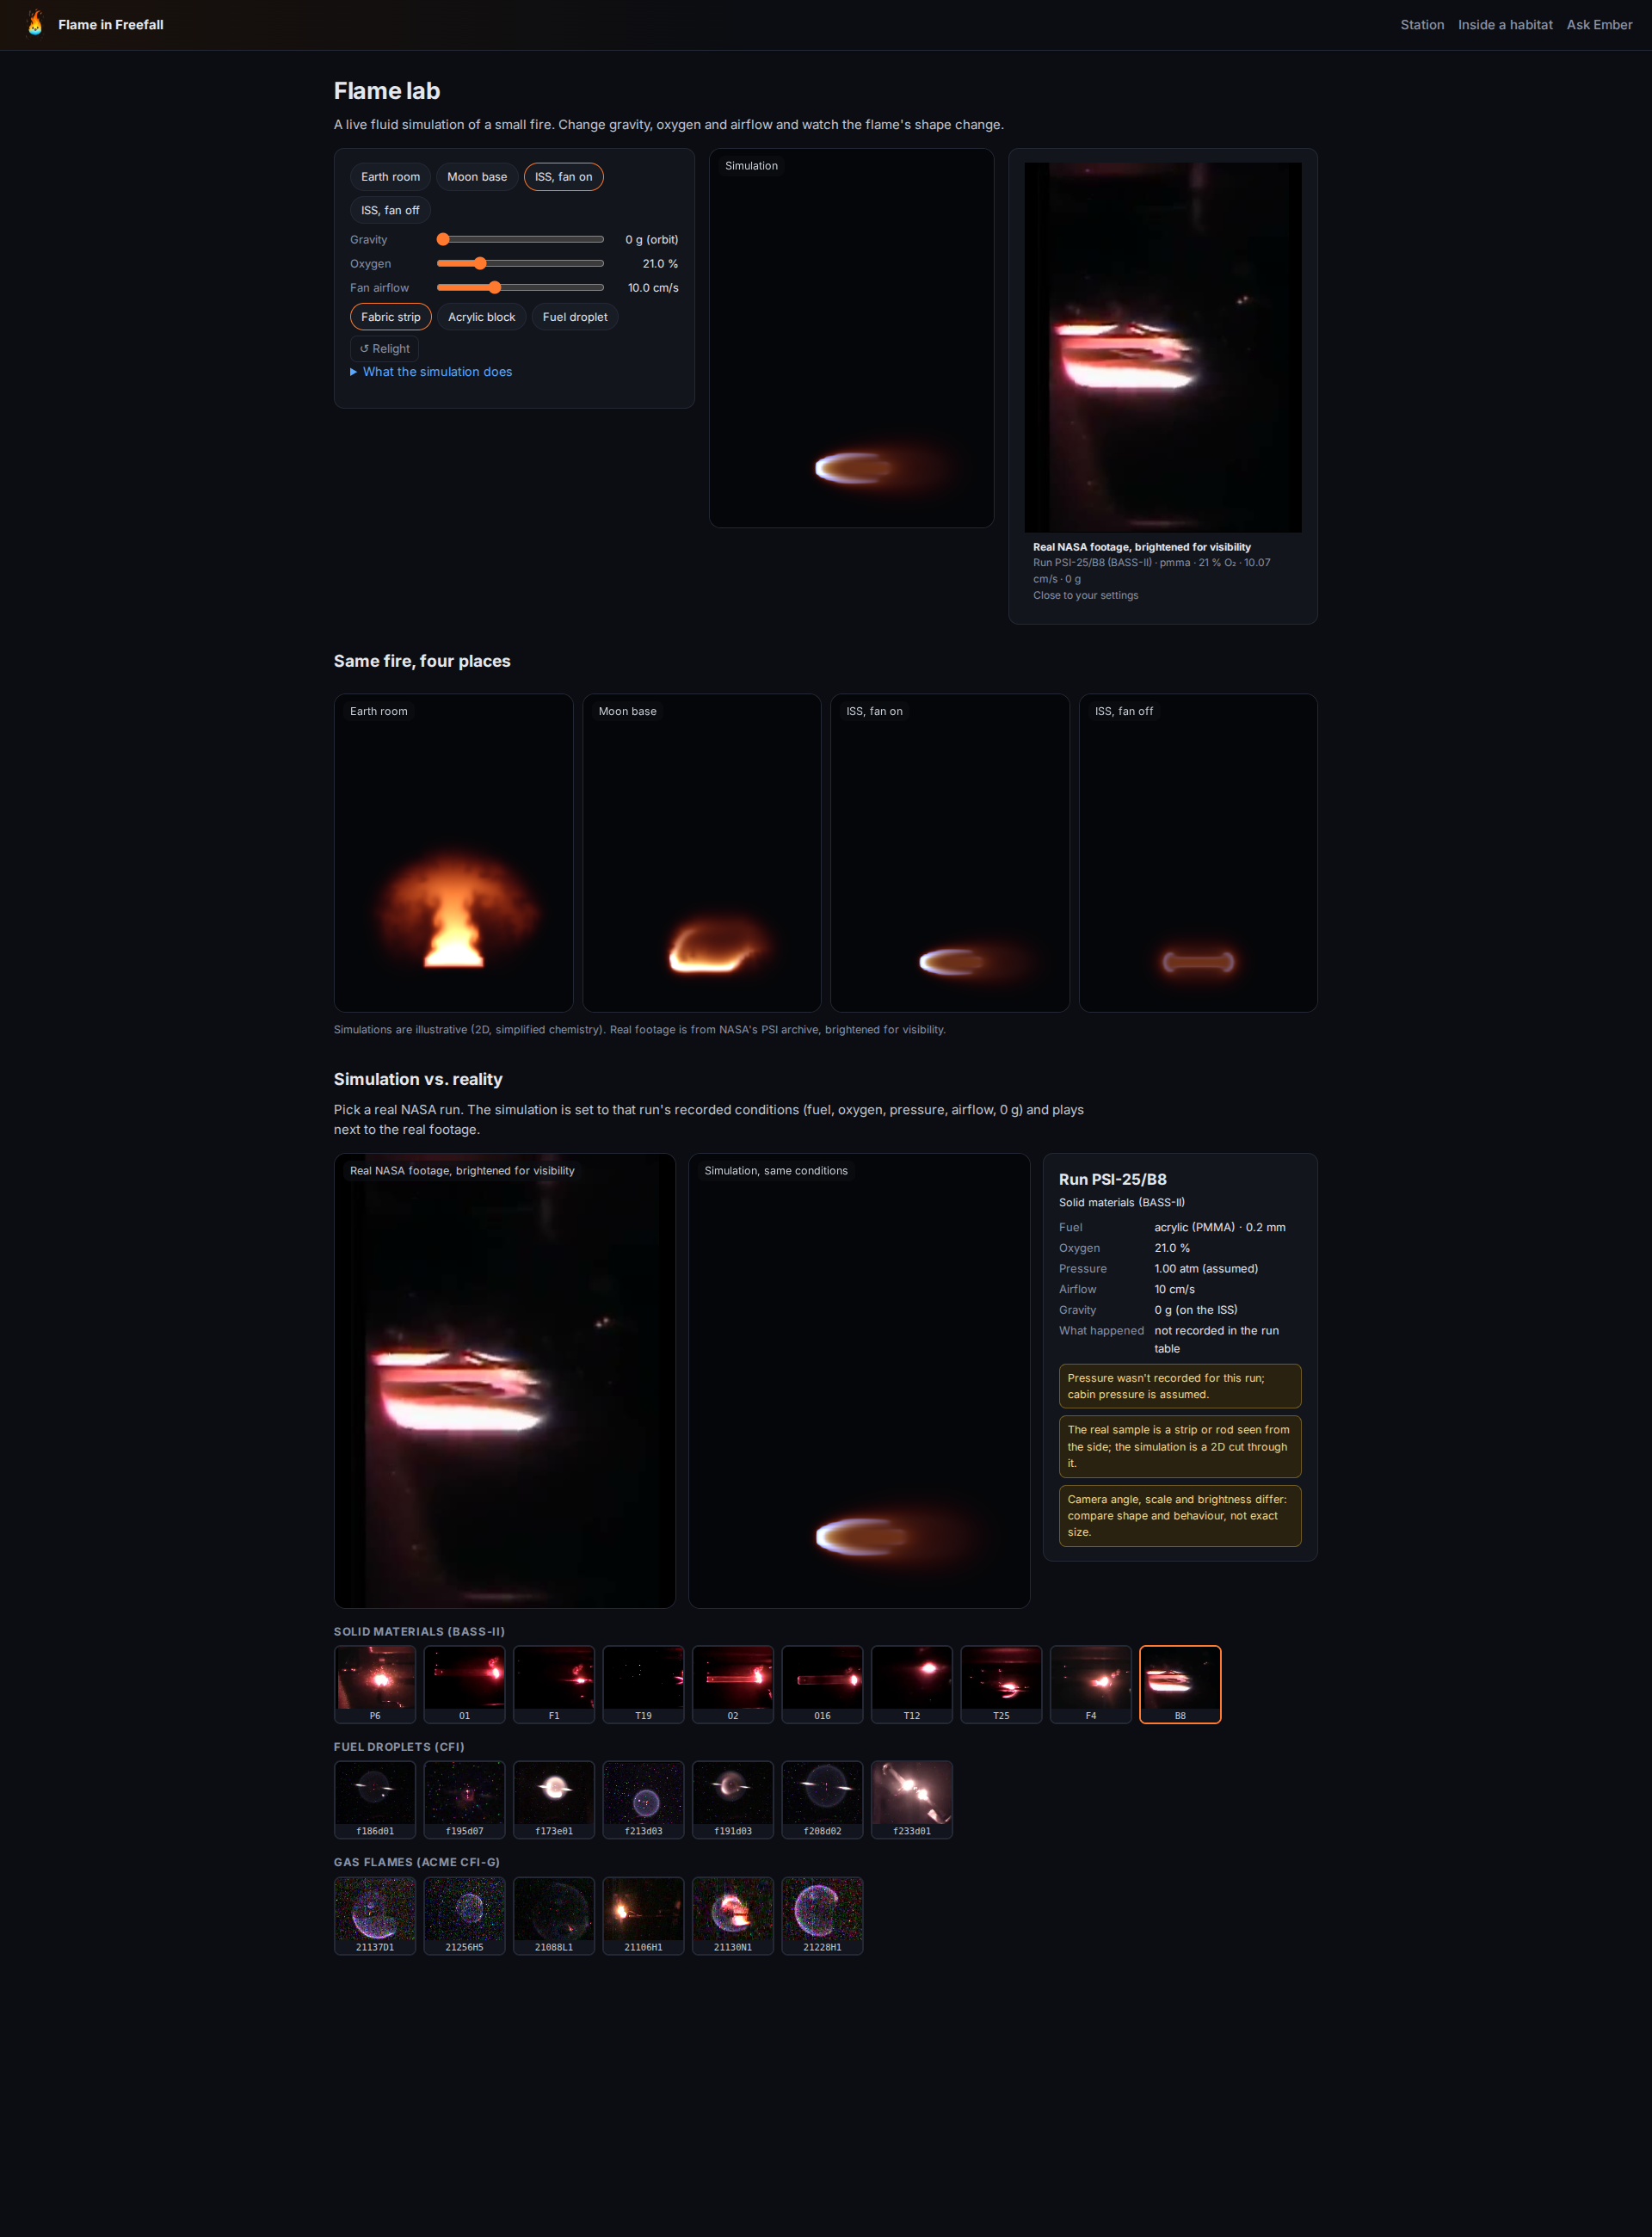 Flame in Freefall
Station Inside a habitat Ask Ember
Flame lab
A live fluid simulation of a small fire. Change gravity, oxygen and airflow and watch the flame's shape change.
Earth room Moon base ISS, fan on
ISS, fan off
Gravity 0 g (orbit)
Oxygen 21.0 %
Fan airflow 10.0 cm/s
Fabric strip Acrylic block Fuel droplet
↺ Relight
▶ What the simulation does
Simulation
Real NASA footage, brightened for visibility
Run PSI-25/B8 (BASS-II) · pmma · 21 % O₂ · 10.07
cm/s · 0 g
Close to your settings
Same fire, four places
Earth room
Moon base
ISS, fan on
ISS, fan off
Simulations are illustrative (2D, simplified chemistry). Real footage is from NASA's PSI archive, brightened for visibility.
Simulation vs. reality
Pick a real NASA run. The simulation is set to that run's recorded conditions (fuel, oxygen, pressure, airflow, 0 g) and plays
next to the real footage.
Real NASA footage, brightened for visibility
Simulation, same conditions
Run PSI-25/B8
Solid materials (BASS-II)
Fuel acrylic (PMMA) · 0.2 mm
Oxygen 21.0 %
Pressure 1.00 atm (assumed)
Airflow 10 cm/s
Gravity 0 g (on the ISS)
What happened not recorded in the run
table
Pressure wasn't recorded for this run;
cabin pressure is assumed.
The real sample is a strip or rod seen from
the side; the simulation is a 2D cut through
it.
Camera angle, scale and brightness differ:
compare shape and behaviour, not exact
size.
SOLID MATERIALS (BASS-II)
P6 O1 F1 T19 O2 O16 T12 T25 F4 B8
FUEL DROPLETS (CFI)
f186d01 f195d07 f173e01 f213d03 f191d03 f208d02 f233d01
GAS FLAMES (ACME CFI-G)
21137D1 21256H5 21088L1 21106H1 21130N1 21228H1